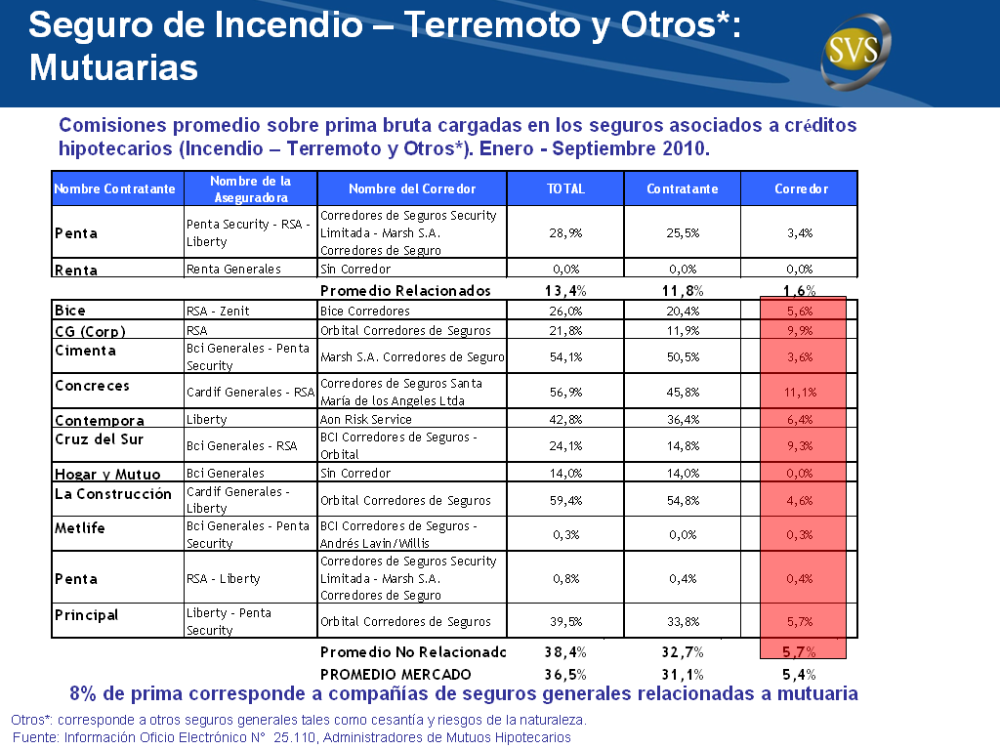 Seguro de Incendio – Terremoto y Otros*:
Mutuarias
SVS
Comisiones promedio sobre prima bruta cargadas en los seguros asociados a créditos
hipotecarios (Incendio – Terremoto y Otros*). Enero - Septiembre 2010.
Nombre Contratante Nombre de la Aseguradora Nombre del Corredor TOTAL Contratante Corredor
Penta Penta Security - RSA - Liberty Corredores de Seguros Security Limitada - Marsh S.A. Corredores de Seguro 28,9% 25,5% 3,4%
Renta Renta Generales Sin Corredor 0,0% 0,0% 0,0%
Promedio Relacionados 13,4% 11,8% 1,6%
Bice RSA - Zenit Bice Corredores 26,0% 20,4% 5,6%
CG (Corp) RSA Orbital Corredores de Seguros 21,8% 11,9% 9,9%
Cimenta Bci Generales - Penta Security Marsh S.A. Corredores de Seguro 54,1% 50,5% 3,6%
Concreces Cardif Generales - RSA Corredores de Seguros Santa María de los Angeles Ltda 56,9% 45,8% 11,1%
Contempora Liberty Aon Risk Service 42,8% 36,4% 6,4%
Cruz del Sur Bci Generales - RSA BCI Corredores de Seguros - Orbital 24,1% 14,8% 9,3%
Hogar y Mutuo Bci Generales Sin Corredor 14,0% 14,0% 0,0%
La Construcción Cardif Generales - Liberty Orbital Corredores de Seguros 59,4% 54,8% 4,6%
Metlife Bci Generales - Penta Security BCI Corredores de Seguros - Andrés Lavin/Willis 0,3% 0,0% 0,3%
Penta RSA - Liberty Corredores de Seguros Security Limitada - Marsh S.A. Corredores de Seguro 0,8% 0,4% 0,4%
Principal Liberty - Penta Security Orbital Corredores de Seguros 39,5% 33,8% 5,7%
Promedio No Relacionado 38,4% 32,7% 5,7%
PROMEDIO MERCADO 36,5% 31,1% 5,4%
8% de prima corresponde a compañías de seguros generales relacionadas a mutuaria
Otros*: corresponde a otros seguros generales tales como cesantía y riesgos de la naturaleza.
Fuente: Información Oficio Electrónico N° 25.110, Administradores de Mutuos Hipotecarios